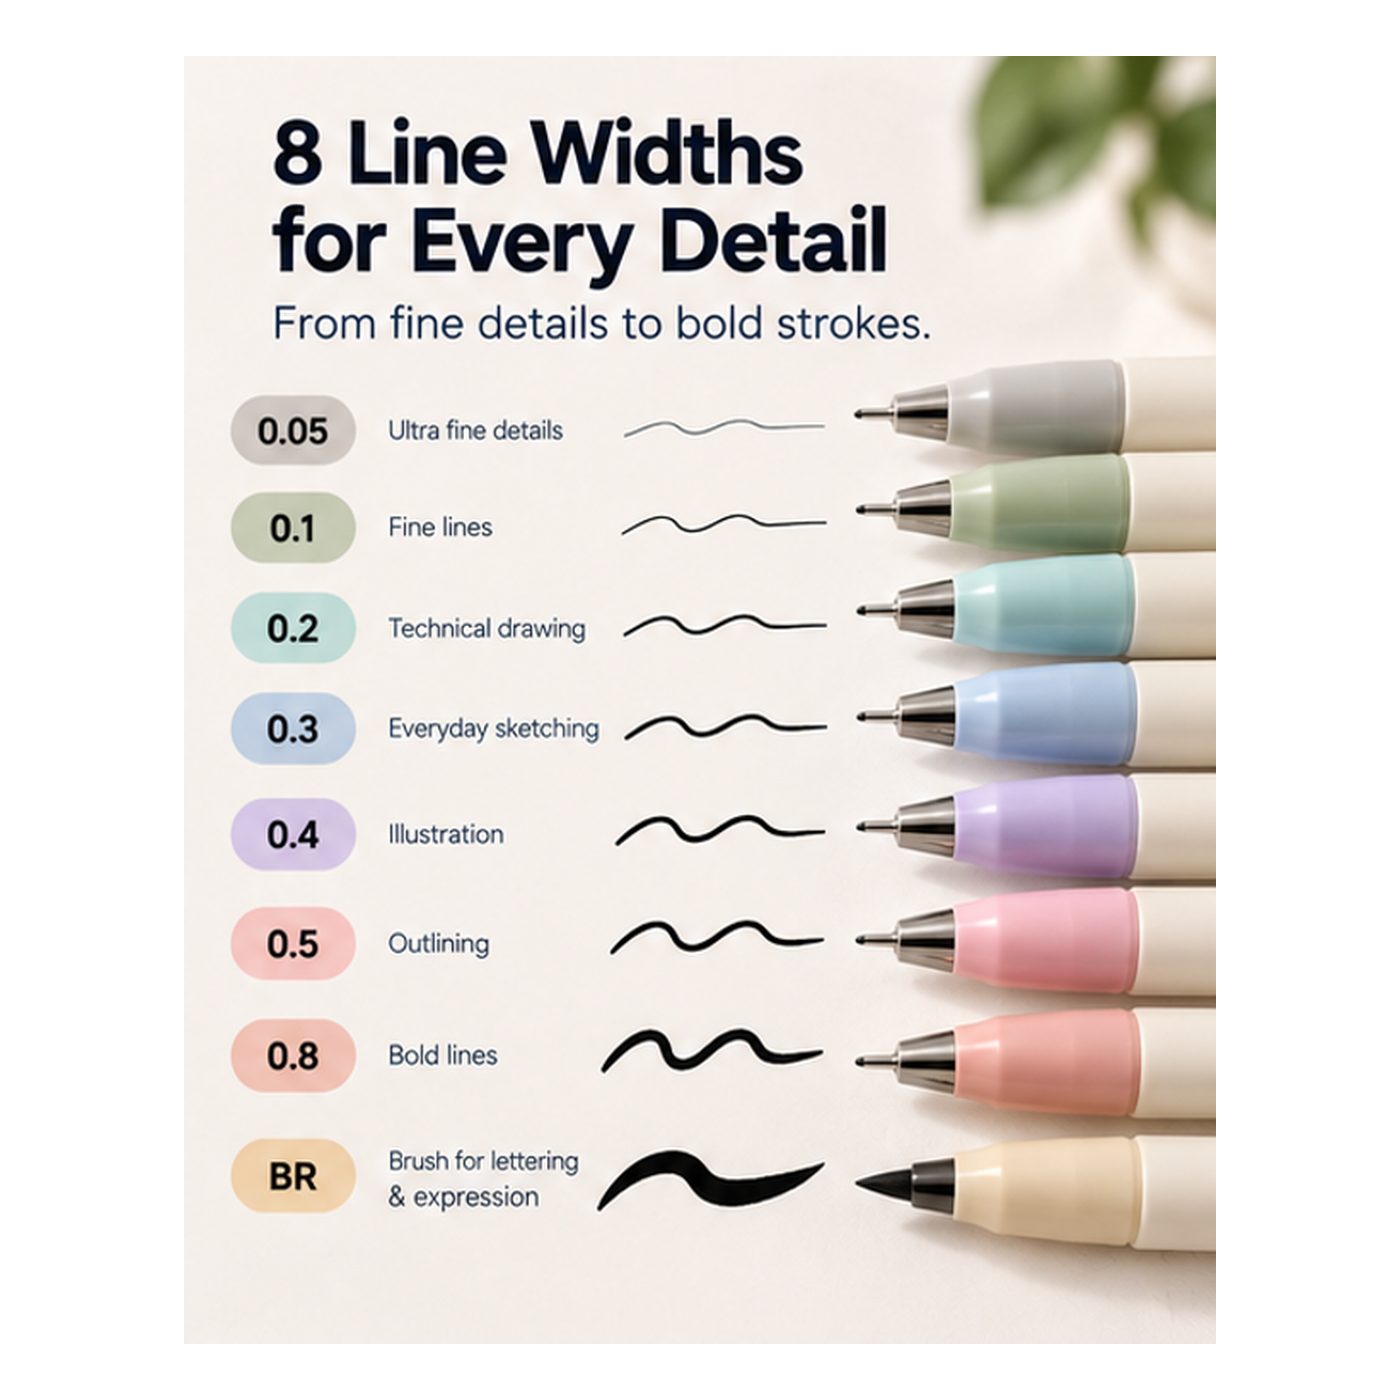 8 Line Widths
for Every Detail
From fine details to bold strokes.
0.05 Ultra fine details
0.1 Fine lines
0.2 Technical drawing
0.3 Everyday sketching
0.4 Illustration
0.5 Outlining
0.8 Bold lines
BR Brush for lettering
& expression